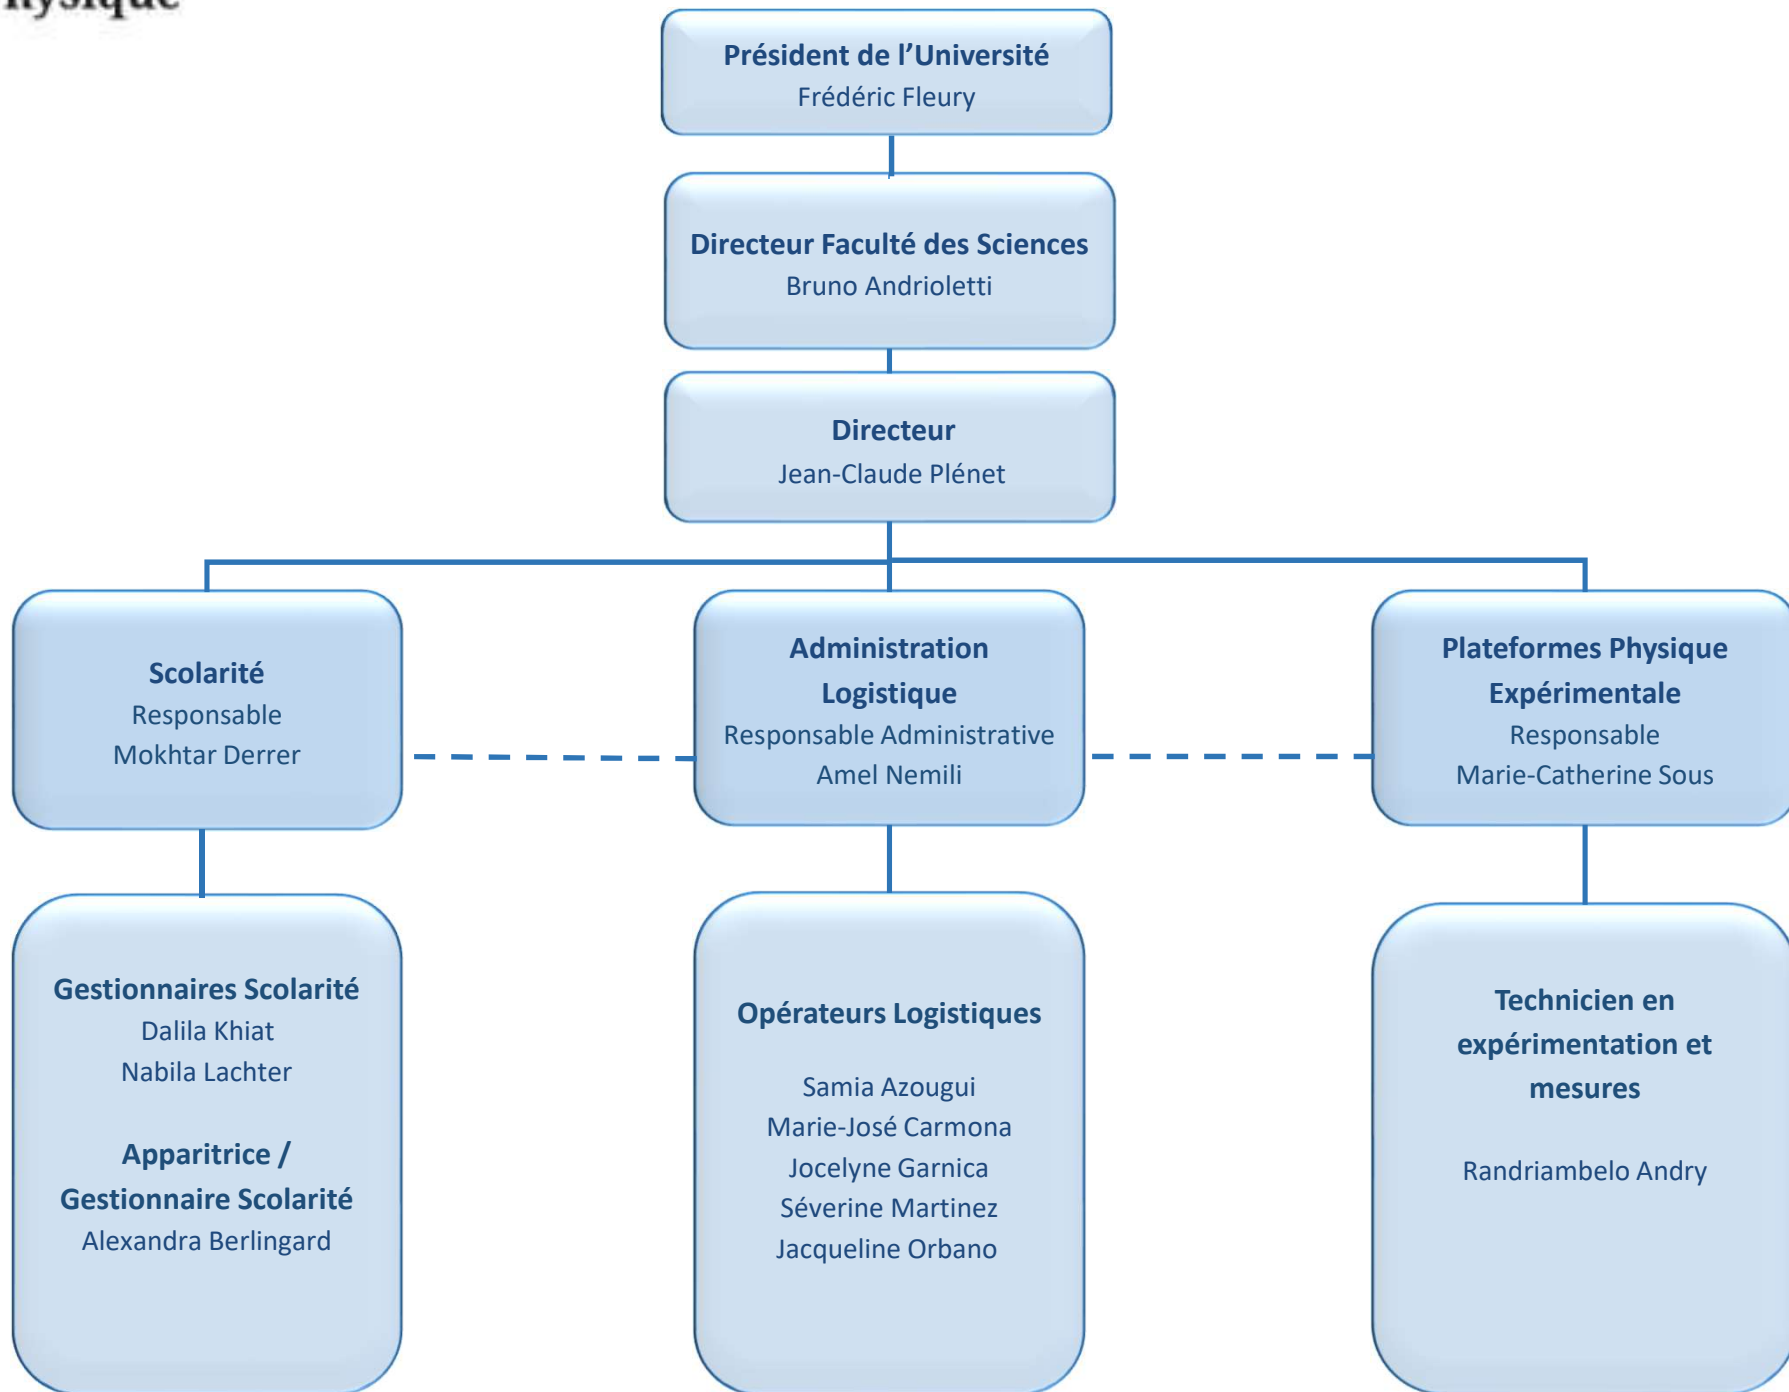 Président de l’Université
Frédéric Fleury
Directeur Faculté des Sciences
Bruno Andrioletti
Directeur
Jean-Claude Plénet
Scolarité
Responsable
Mokhtar Derrer
Administration
Logistique
Responsable Administrative
Amel Nemili
Plateformes Physique
Expérimentale
Responsable
Marie-Catherine Sous
Gestionnaires Scolarité
Dalila Khiat
Nabila Lachter
Apparitrice /
Gestionnaire Scolarité
Alexandra Berlingard
Opérateurs Logistiques
Samia Azougui
Marie-José Carmona
Jocelyne Garnica
Séverine Martinez
Jacqueline Orbano
Technicien en
expérimentation et
mesures
Randriambelo Andry